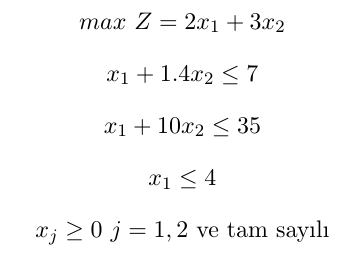 max Z = 2x₁ + 3x₂
x₁ + 1.4x₂ ≤ 7
x₁ + 10x₂ ≤ 35
x₁ ≤ 4
xⱼ ≥ 0 j = 1, 2 ve tam sayılı